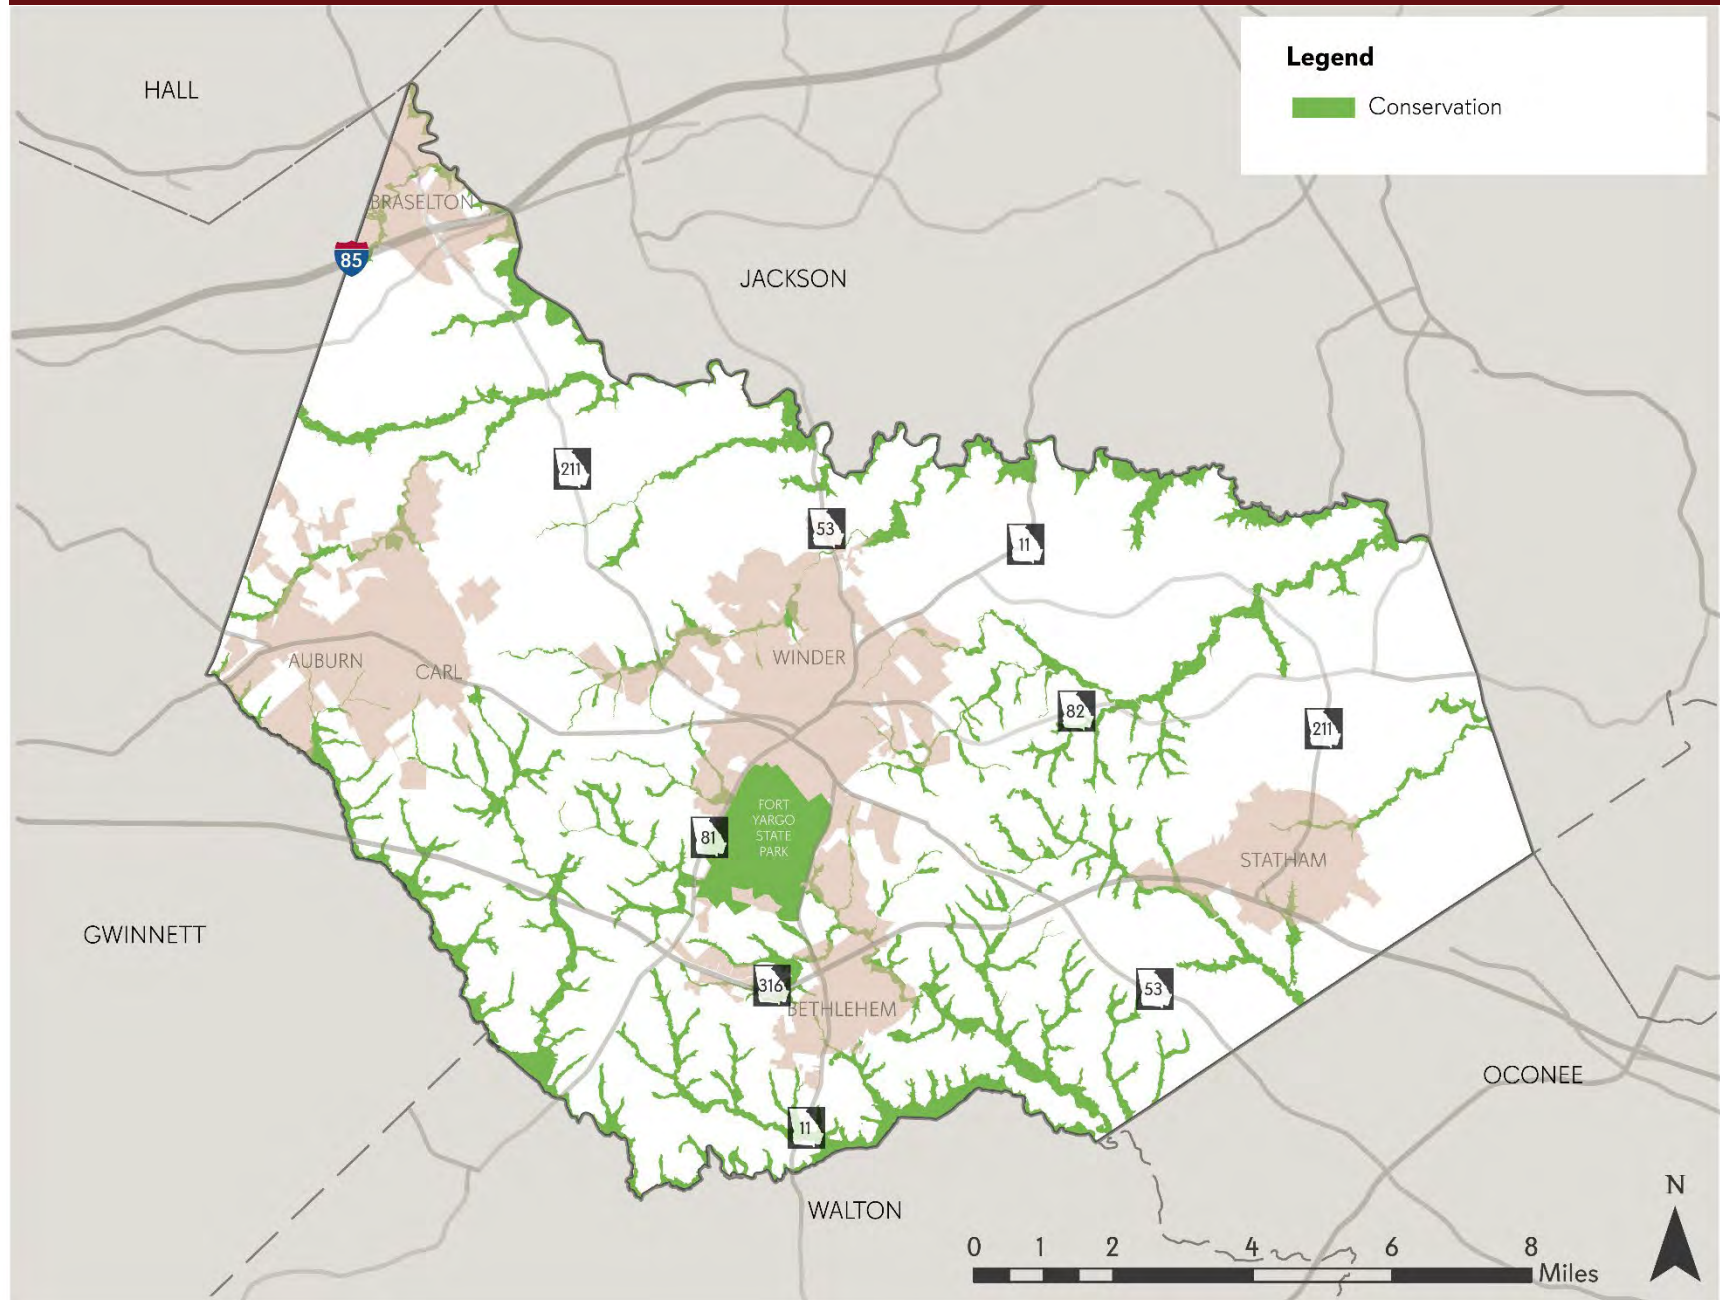 Legend
Conservation
HALL
BRASELTON
85
JACKSON
211
53
11
AUBURN
CARL
WINDER
82
211
FORT
YARGO
STATE
PARK
81
STATHAM
GWINNETT
316
BETHLEHEM
53
OCONEE
11
WALTON
N
0 1 2 4 6 8
Miles